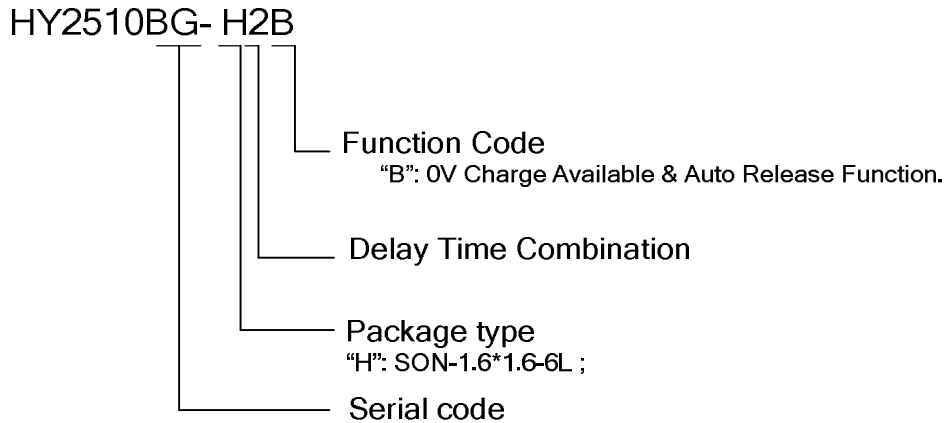 HY2510BG- H2B
Function Code
“B”: 0V Charge Available & Auto Release Function.
Delay Time Combination
Package type
“H”: SON-1.6*1.6-6L ;
Serial code